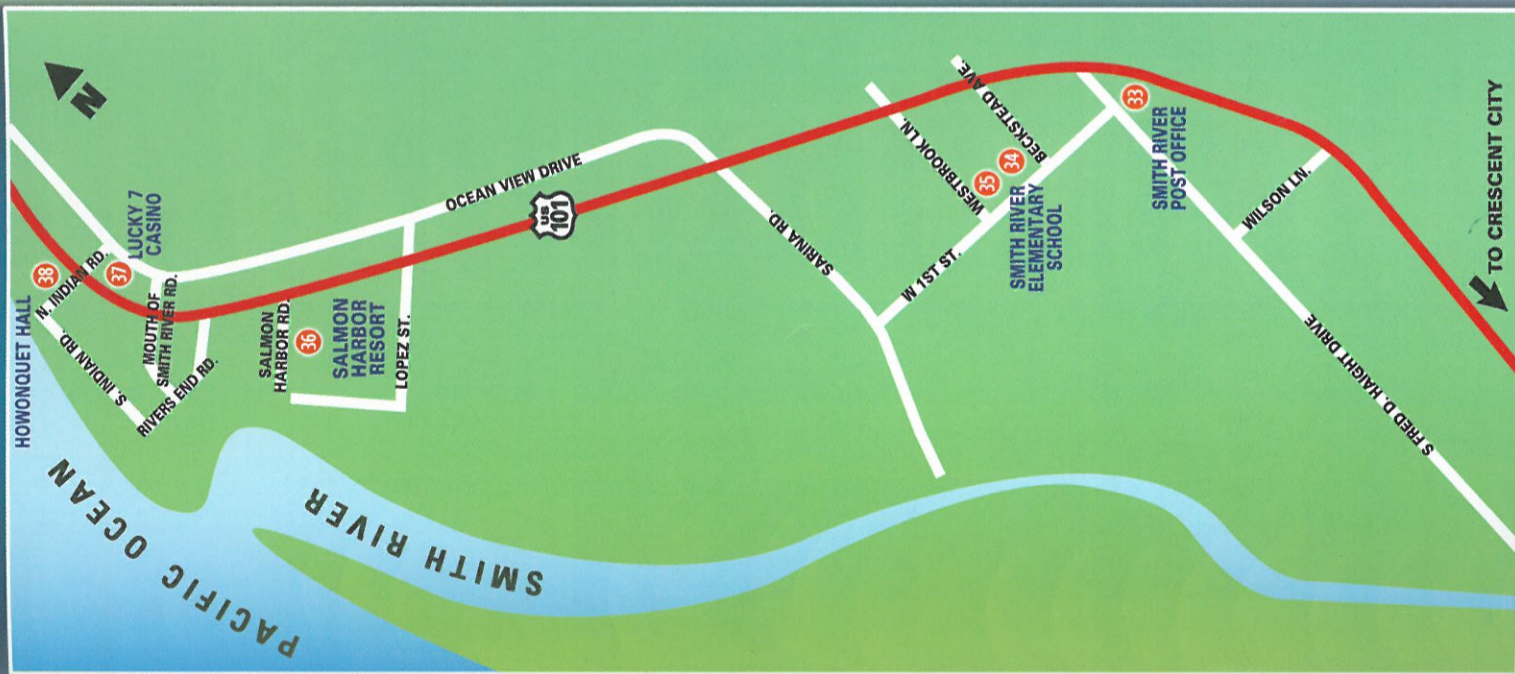 N
HOWONQUET HALL
38
N. INDIAN RD.
37
LUCKY 7
CASINO
S. INDIAN RD.
MOUTH OF
SMITH RIVER RD.
RIVERS END RD.
SALMON
HARBOR RD.
36
SALMON
HARBOR
RESORT
LOPEZ ST.
OCEAN VIEW DRIVE
US
101
SARINA RD.
W 1ST ST.
WESTBROOK LN.
35
34
BECKSTEAD AVE.
SMITH RIVER
ELEMENTARY
SCHOOL
33
SMITH RIVER
POST OFFICE
WILSON LN.
S FRED D. HAIGHT DRIVE
TO CRESCENT CITY
PACIFIC OCEAN
SMITH RIVER